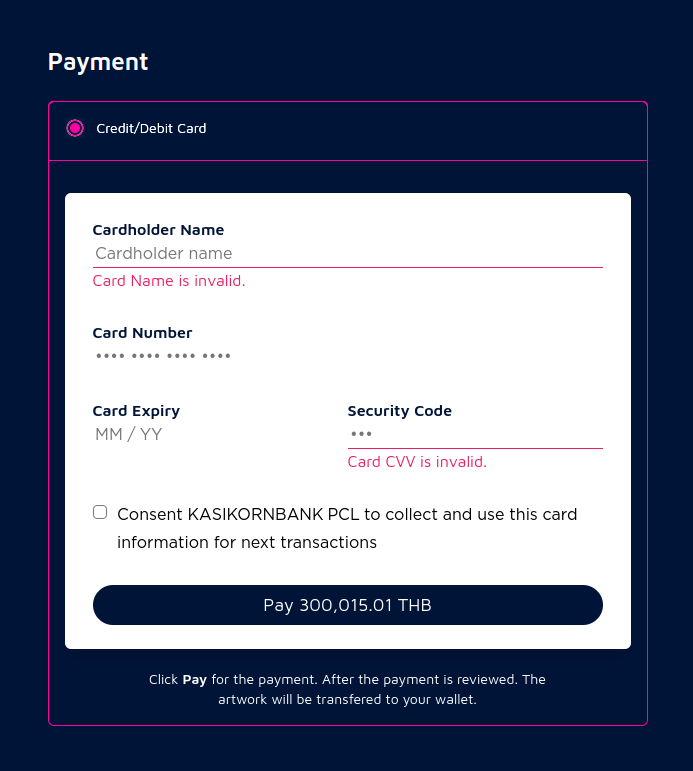 Payment
Credit/Debit Card
Cardholder Name
Cardholder name
Card Name is invalid.
Card Number
•••• •••• •••• ••••
Card Expiry
Security Code
MM / YY
•••
Card CVV is invalid.
Consent KASIKORNBANK PCL to collect and use this card
information for next transactions
Pay 300,015.01 THB
Click Pay for the payment. After the payment is reviewed. The
artwork will be transfered to your wallet.